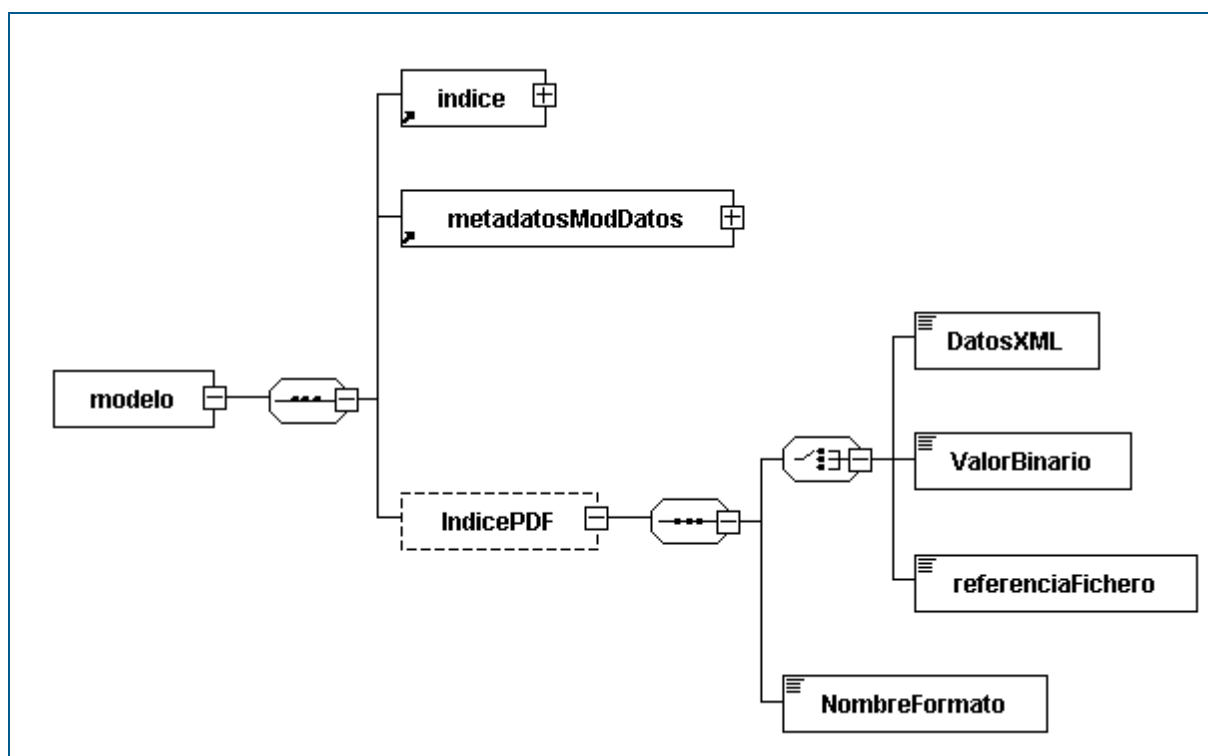 indice
metadatosModDatos
DatosXML
modelo
ValorBinario
IndicePDF
referenciaFichero
NombreFormato